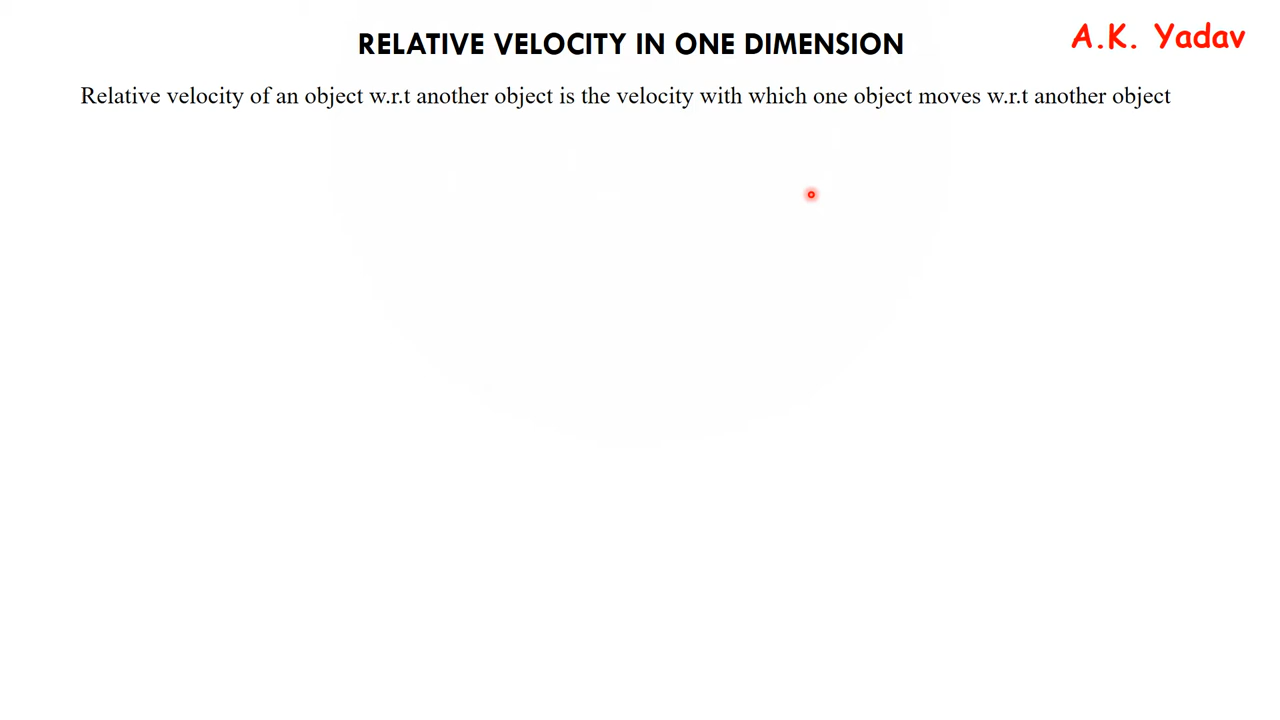 RELATIVE VELOCITY IN ONE DIMENSION
A.K. Yadav
Relative velocity of an object w.r.t another object is the velocity with which one object moves w.r.t another object